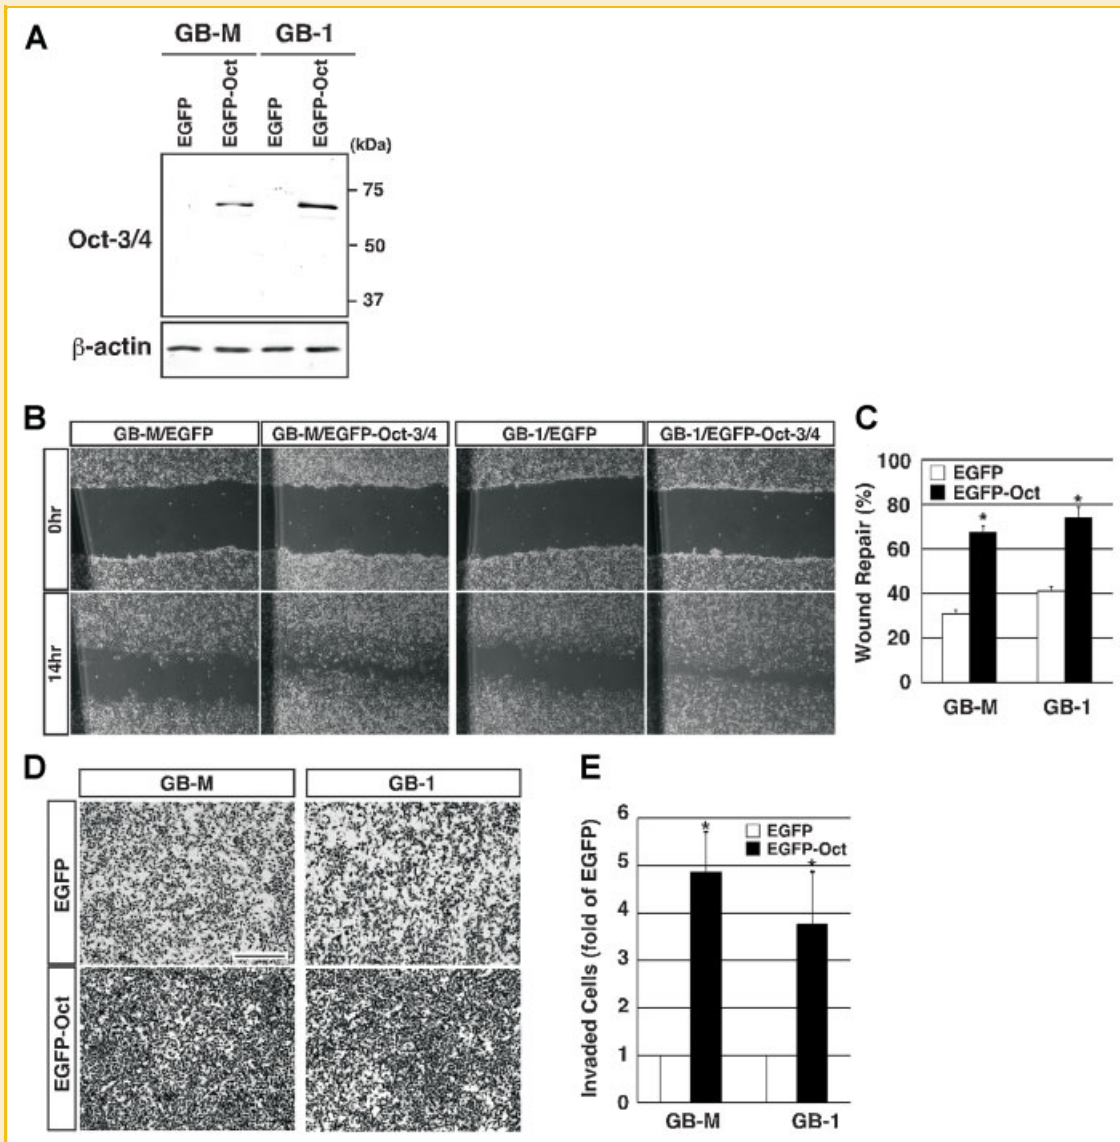 A
GB-M GB-1
EGFP
EGFP-Oct
EGFP
EGFP-Oct
(kDa)
75
Oct-3/4
50
37
β-actin
B
GB-M/EGFP GB-M/EGFP-Oct-3/4 GB-1/EGFP GB-1/EGFP-Oct-3/4
0hr
14hr
C
Wound Repair (%)
100
80
60
40
20
0
EGFP
EGFP-Oct
* *
GB-M GB-1
D
GB-M GB-1
EGFP
EGFP-Oct
E
Invaded Cells (fold of EGFP)
6
5
4
3
2
1
0
EGFP
EGFP-Oct
* *
GB-M GB-1